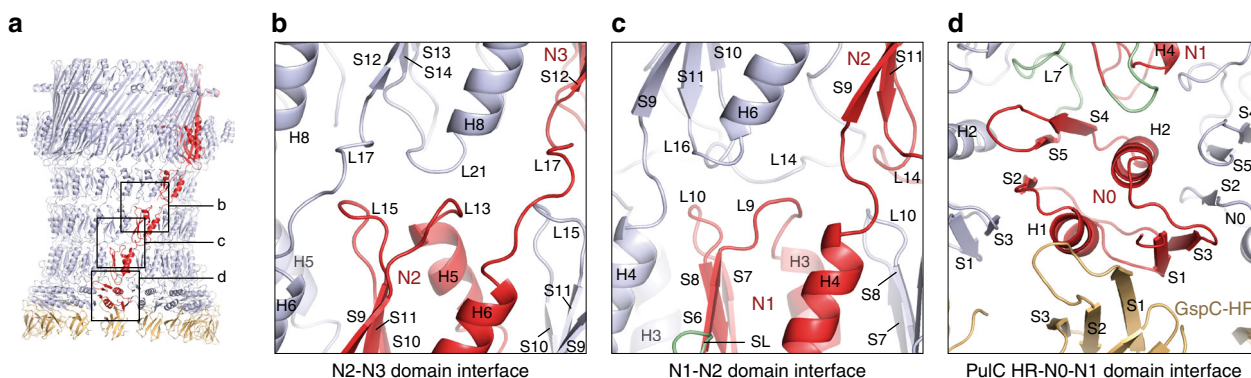 a
b
c
d
b
N3
S13
S12
S14
S12
H8
H8
L17
L17
L21
L15
L13
L15
N2
H5
H5
H6
H6
S9
S11
S10
S11
S10
S9
N2-N3 domain interface
c
S10
N2
S11
S11
S9
S9
H6
L16
L14
L14
L10
L9
L10
H4
S8
S7
H3
H4
S8
N1
S6
H3
SL
S7
N1-N2 domain interface
d
H4
N1
L7
S4
S4
H2
H2
S5
S5
S2
S2
N0
N0
H1
S3
S3
S1
S1
S1
GspC-HF
S3
S2
PulC HR-N0-N1 domain interface